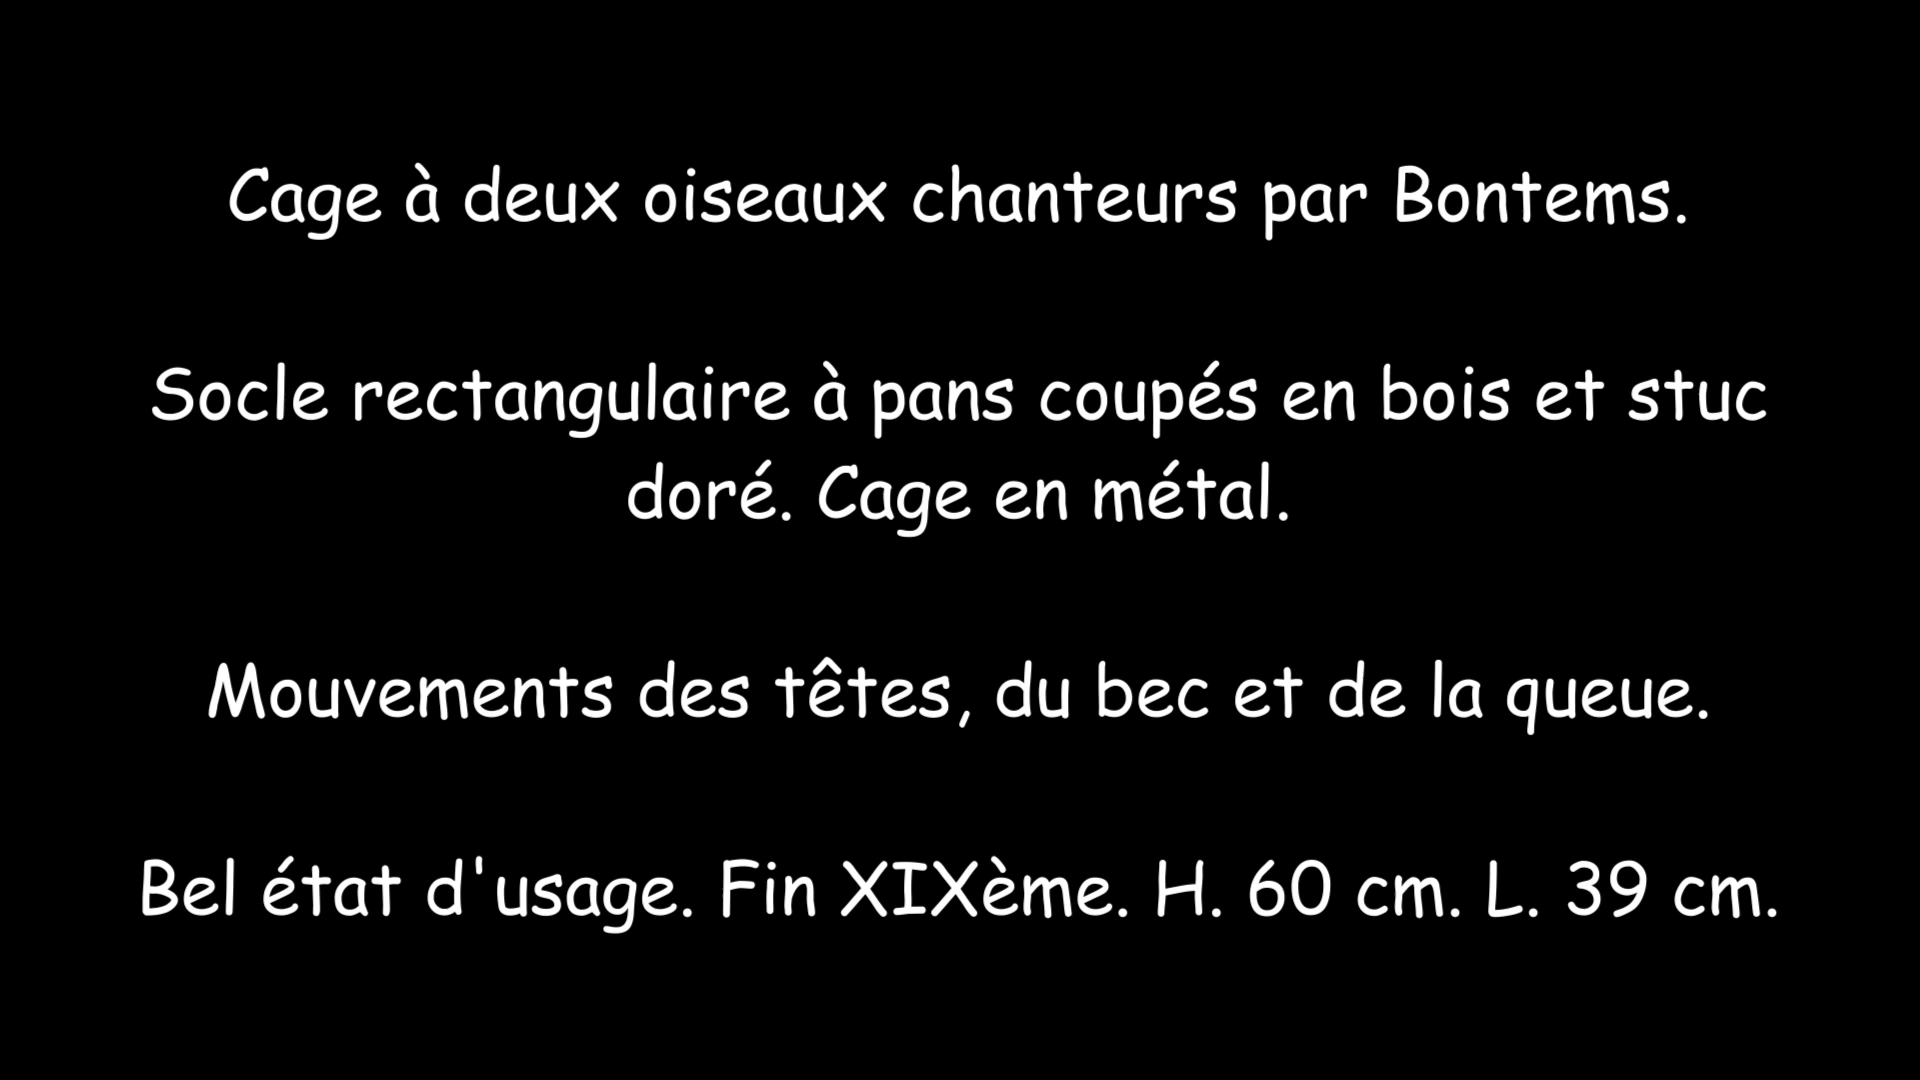 Cage à deux oiseaux chanteurs par Bontems.
Socle rectangulaire à pans coupés en bois et stuc
doré. Cage en métal.
Mouvements des têtes, du bec et de la queue.
Bel état d'usage. Fin XIXème. H. 60 cm. L. 39 cm.